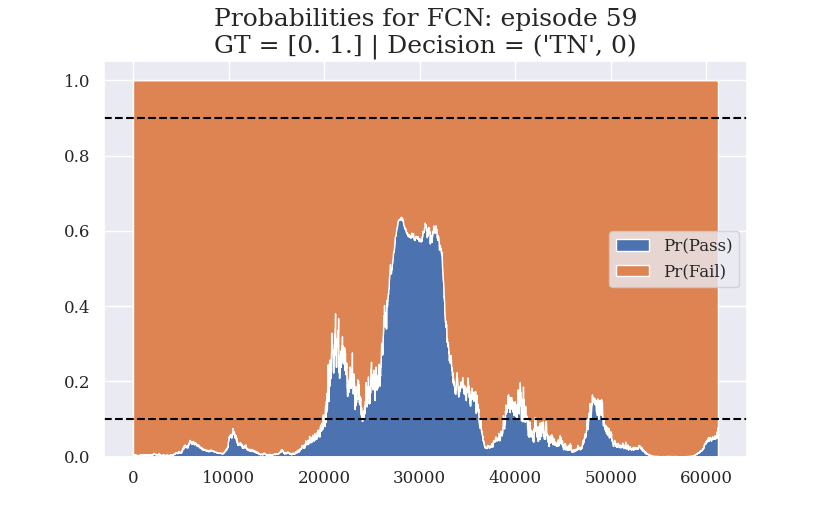 Probabilities for FCN: episode 59
GT = [0. 1.] | Decision = ('TN', 0)
1.0
0.8
0.6
0.4
0.2
0.0
Pr(Pass)
Pr(Fail)
0 10000 20000 30000 40000 50000 60000